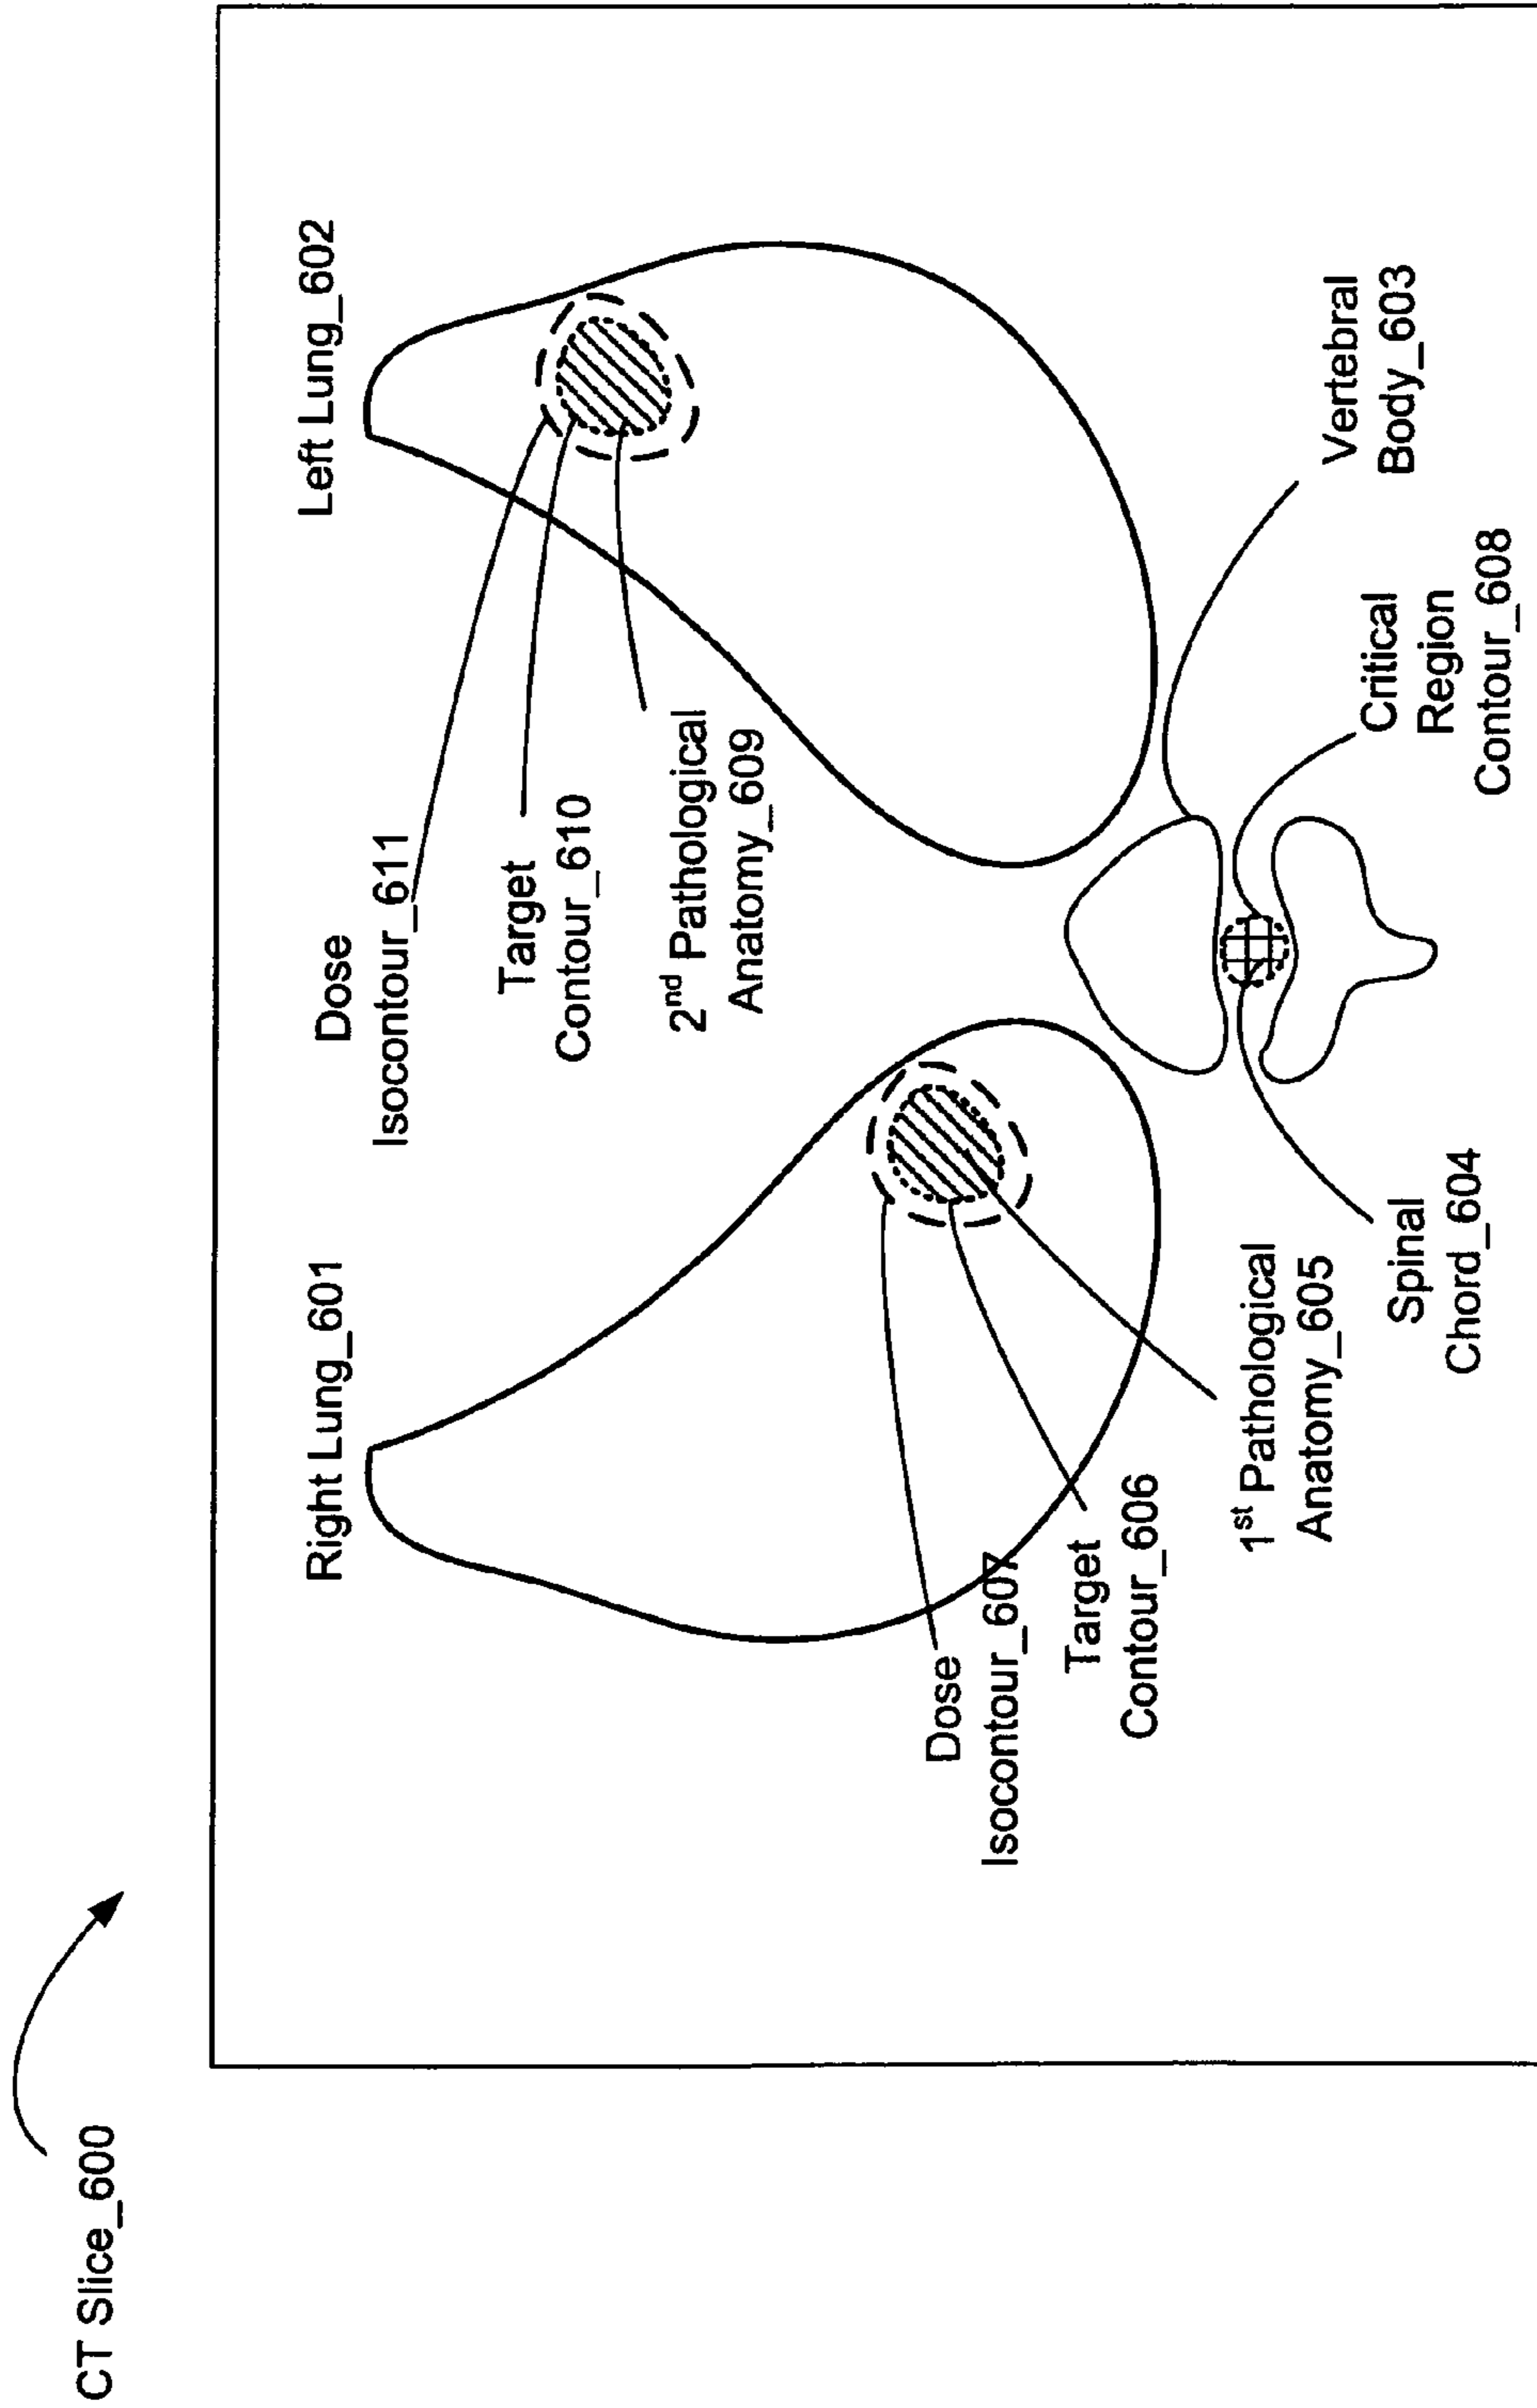 CT Slice_600
Right Lung_601
Left Lung_602
Dose
Isocontour_611
Target
Contour_610
2nd Pathological
Anatomy_609
Dose
Isocontour_607
Target
Contour_606
1st Pathological
Anatomy_605
Spinal
Chord_604
Vertebral
Body_603
Critical
Region
Contour_608